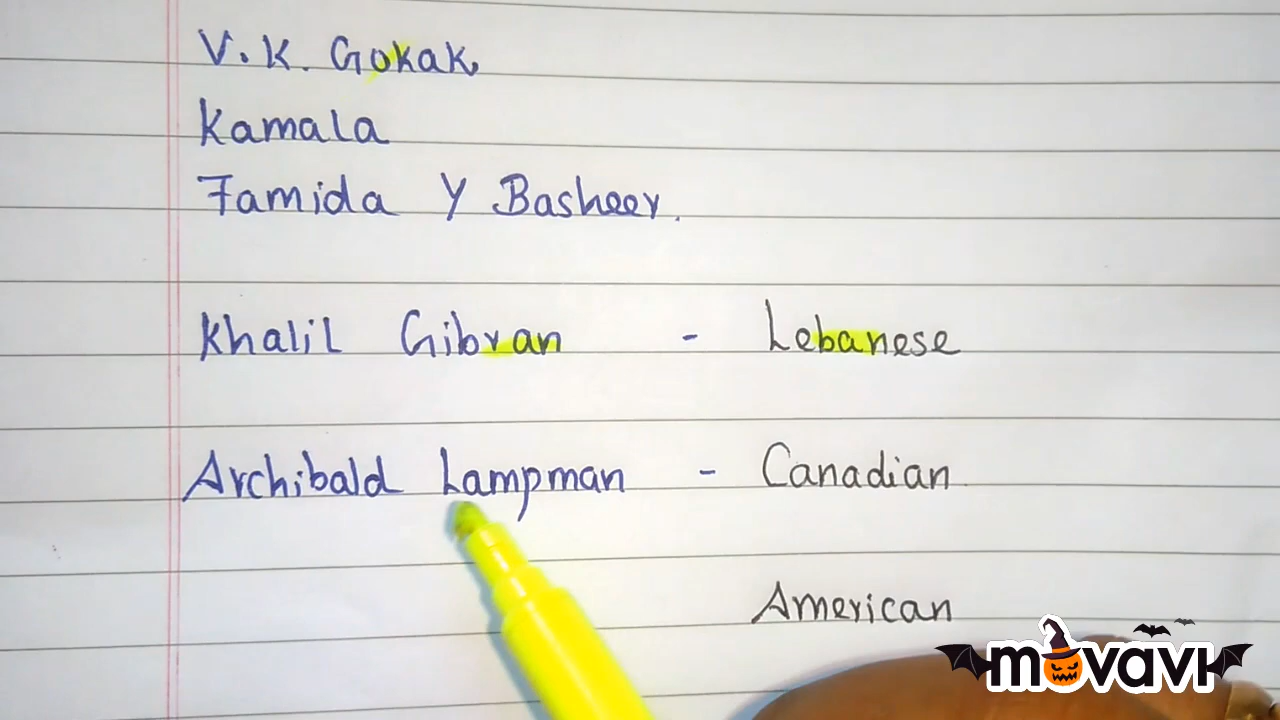 V. K. Gokak
Kamala
Famida Y Basheer.
Khalil Gibran - Lebanese
Archibald Lampman - Canadian
American
movavi